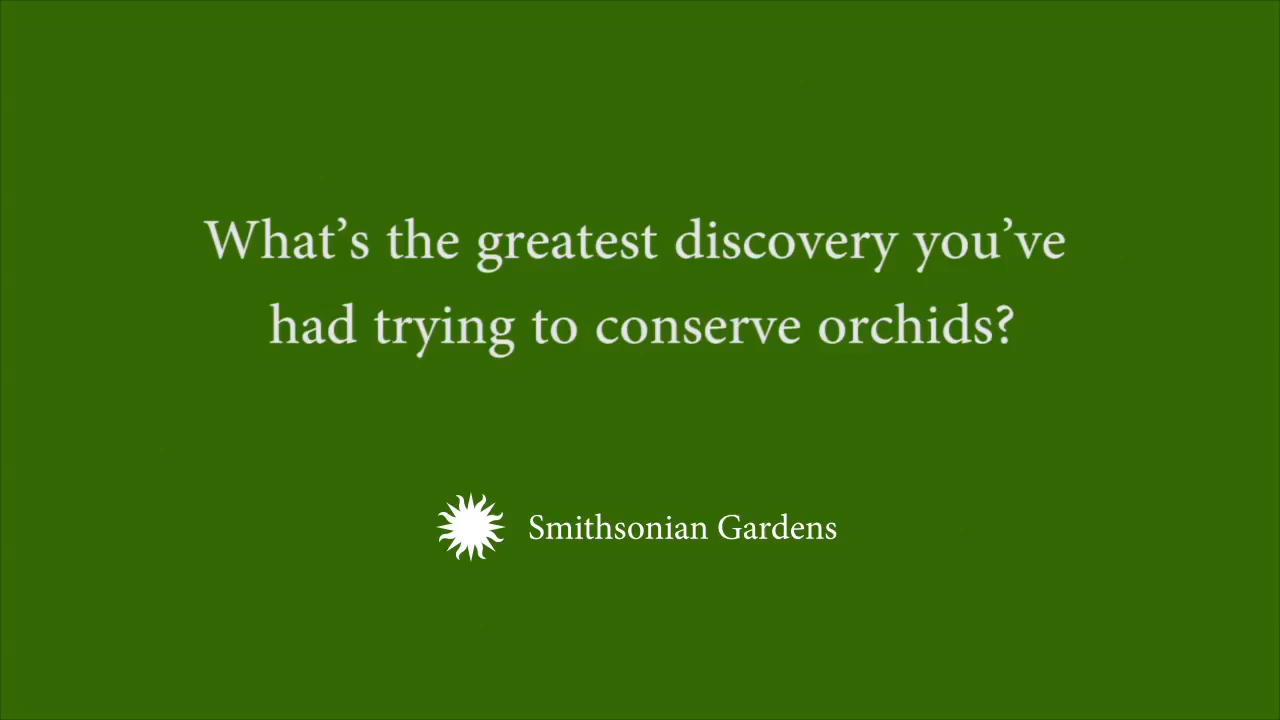 What’s the greatest discovery you’ve
had trying to conserve orchids?
Smithsonian Gardens